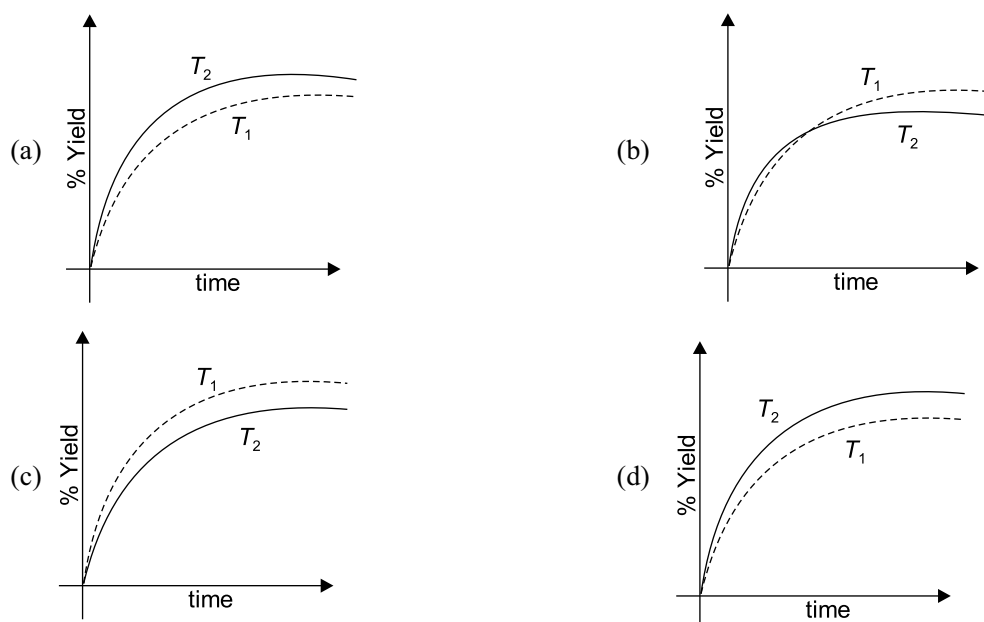 (a)
% Yield
T2
T1
time
(b)
% Yield
T1
T2
time
(c)
% Yield
T1
T2
time
(d)
% Yield
T2
T1
time